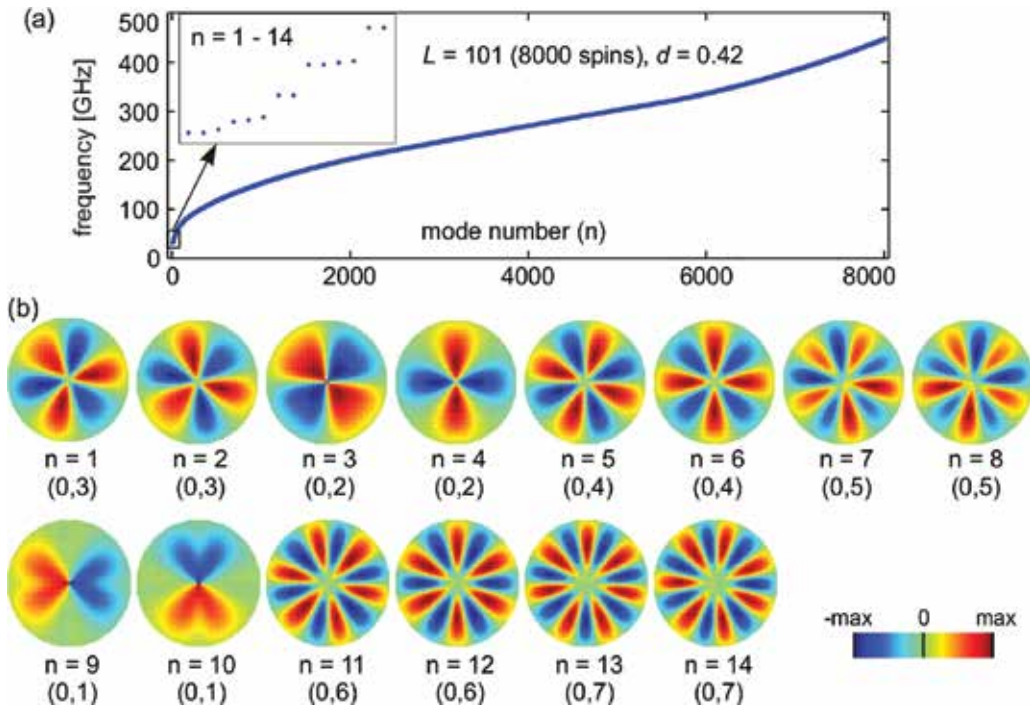 (a)
500
400
300
200
100
0
frequency [GHz]
n = 1 - 14
L = 101 (8000 spins), d = 0.42
mode number (n)
0 2000 4000 6000 8000
(b)
n = 1 n = 2 n = 3 n = 4 n = 5 n = 6 n = 7 n = 8
(0,3) (0,3) (0,2) (0,2) (0,4) (0,4) (0,5) (0,5)
-max 0 max
n = 9 n = 10 n = 11 n = 12 n = 13 n = 14
(0,1) (0,1) (0,6) (0,6) (0,7) (0,7)